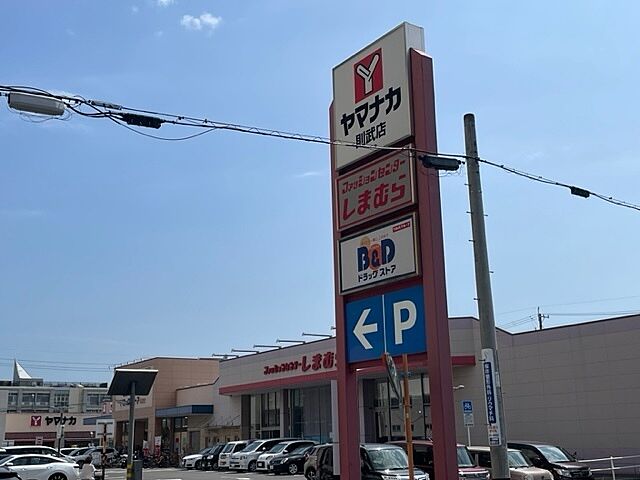 Y
ヤマナカ
則武店
ファッションセンター
しまむら
B&D
ドラッグストア
P
ファッションセンター しまむら
Y ヤマナカ